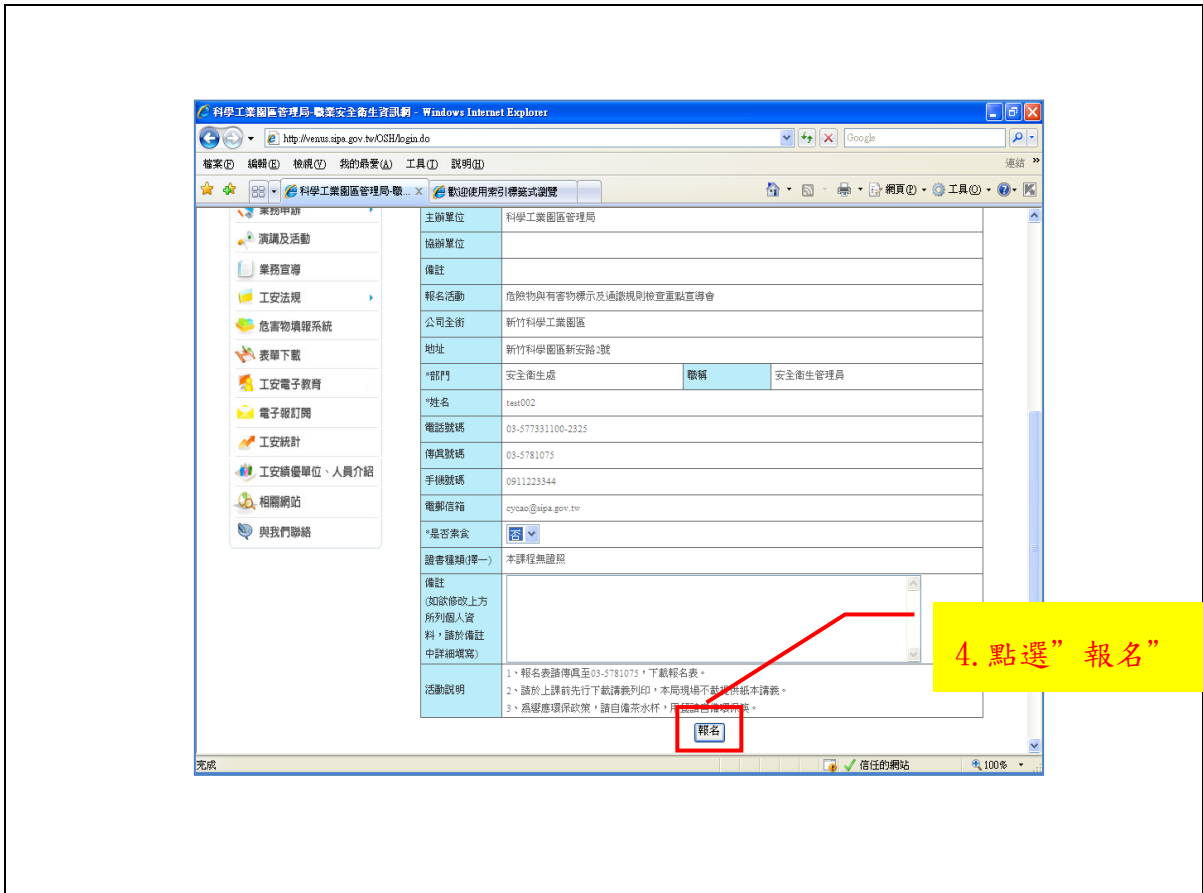 科學工業園區管理局-職業安全衛生資訊網 - Windows Internet Explorer
http://venus.sipa.gov.tw/OSH/login.do
Google
檔案(F) 編輯(E) 檢視(V) 我的最愛(A) 工具(T) 說明(H)
連結 »
科學工業園區管理局-職... 歡迎使用索引標籤式瀏覽
網頁(P) 工具(O)
業務申辦
演講及活動
業務宣導
工安法規
危害物填報系統
表單下載
工安電子教育
電子報訂閱
工安統計
工安績優單位、人員介紹
相關網站
與我們聯絡
主辦單位 科學工業園區管理局
協辦單位
備註
報名活動 危險物與有害物標示及通識規則檢查重點宣導會
公司全銜 新竹科學工業園區
地址 新竹科學園區新安路2號
*部門 安全衛生處 職稱 安全衛生管理員
*姓名 test002
電話號碼 03-577331100-2325
傳真號碼 03-5781075
手機號碼 0911223344
電郵信箱 cycao@sipa.gov.tw
*是否素食 否
證書種類(擇一) 本課程無證照
備註
(如欲修改上方
所列個人資
料，請於備註
中詳細填寫)
活動說明
1、報名表請傳真至03-5781075，下載報名表。
2、請於上課前先行下載講義列印，本局現場不載提供紙本講義。
3、為響應環保政策，請自備茶水杯，用餐請自備環保筷。
報名
4.點選”報名”
完成
信任的網站
100%